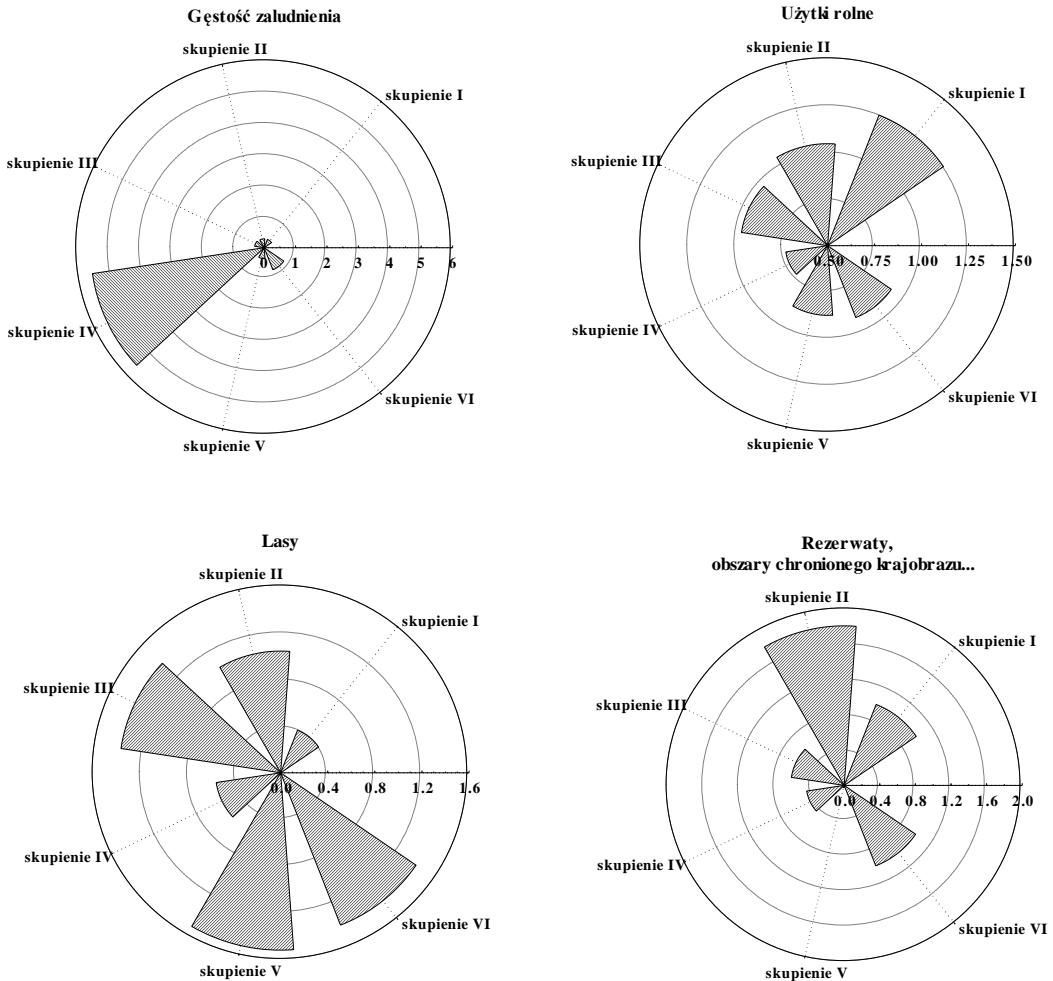 Gęstość zaludnienia
skupienie II
skupienie I
skupienie III
0 1 2 3 4 5 6
skupienie IV
skupienie VI
skupienie V
Użytki rolne
skupienie II
skupienie I
skupienie III
0.50 0.75 1.00 1.25 1.50
skupienie IV
skupienie VI
skupienie V
Lasy
skupienie II
skupienie I
skupienie III
0.0 0.4 0.8 1.2 1.6
skupienie IV
skupienie VI
skupienie V
Rezerwaty,
obszary chronionego krajobrazu...
skupienie II
skupienie I
skupienie III
0.0 0.4 0.8 1.2 1.6 2.0
skupienie IV
skupienie VI
skupienie V